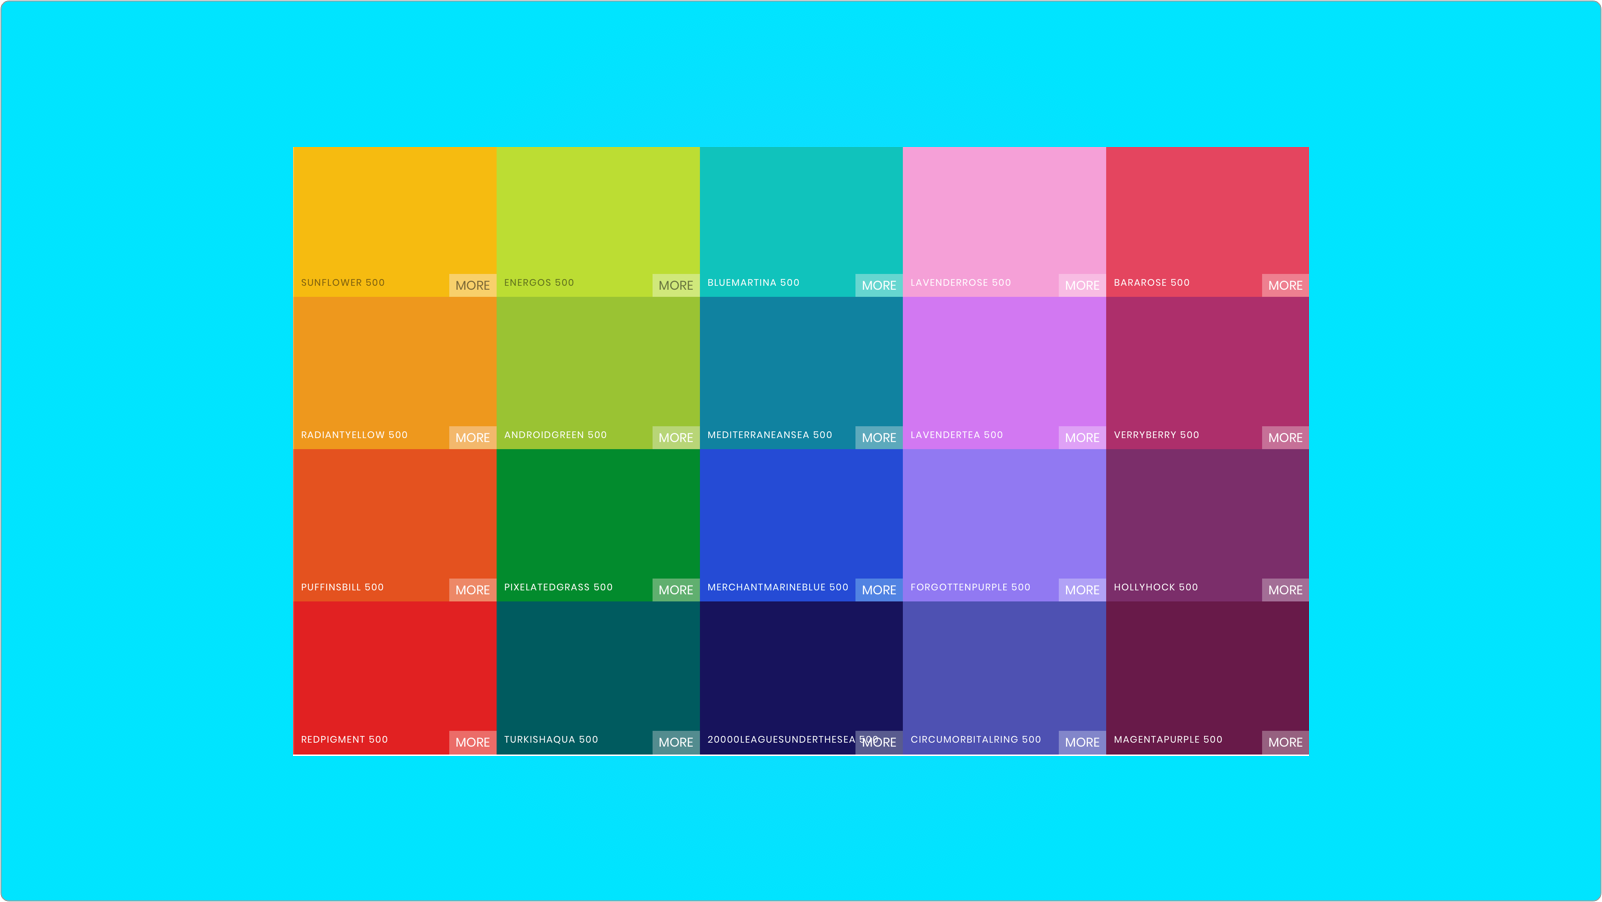 SUNFLOWER 500 MORE
ENERGOS 500 MORE
BLUEMARTINA 500 MORE
LAVENDERROSE 500 MORE
BARAROSE 500 MORE
RADIANTYELLOW 500 MORE
ANDROIDGREEN 500 MORE
MEDITERRANEANSEA 500 MORE
LAVENDERTEA 500 MORE
VERRYBERRY 500 MORE
PUFFINSBILL 500 MORE
PIXELATEDGRASS 500 MORE
MERCHANTMARINEBLUE 500 MORE
FORGOTTENPURPLE 500 MORE
HOLLYHOCK 500 MORE
REDPIGMENT 500 MORE
TURKISHAQUA 500 MORE
20000LEAGUESUNDERTHESEA 500 MORE
CIRCUMORBITALRING 500 MORE
MAGENTAPURPLE 500 MORE